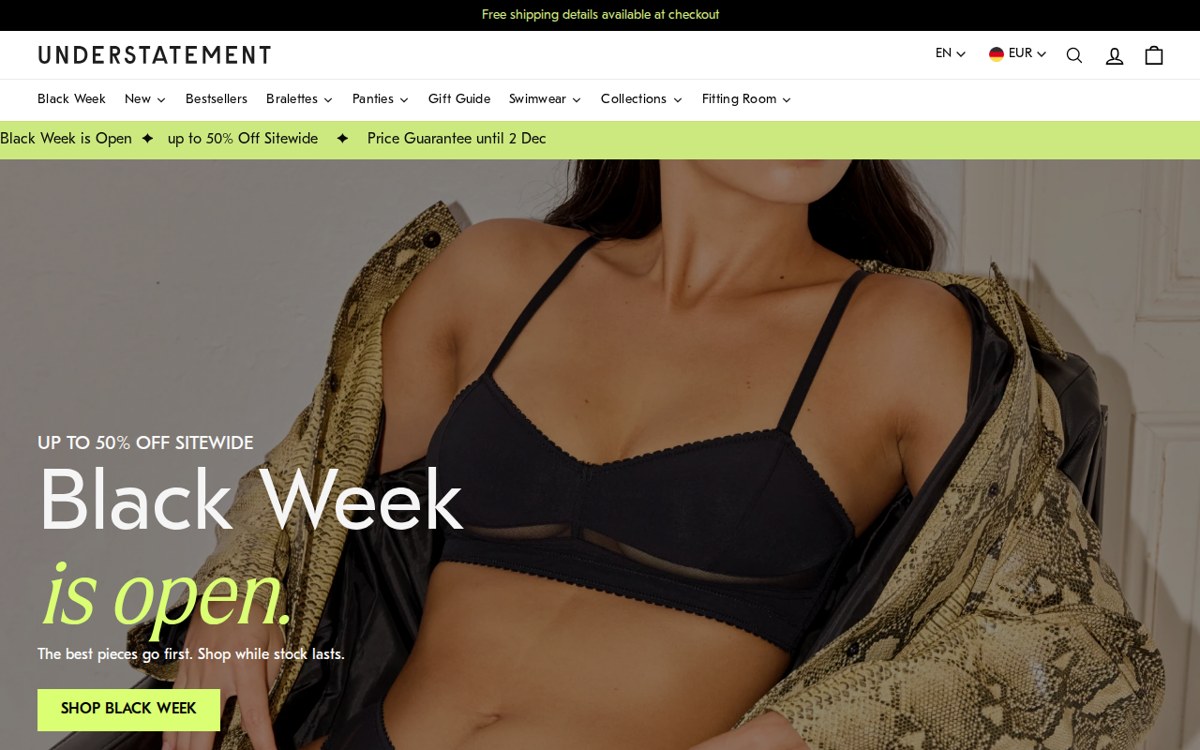 Free shipping details available at checkout
UNDERSTATEMENT
EN
EUR
Black Week
New
Bestsellers
Bralettes
Panties
Gift Guide
Swimwear
Collections
Fitting Room
Black Week is Open ✦ up to 50% Off Sitewide ✦ Price Guarantee until 2 Dec
UP TO 50% OFF SITEWIDE
Black Week
is open.
The best pieces go first. Shop while stock lasts.
SHOP BLACK WEEK